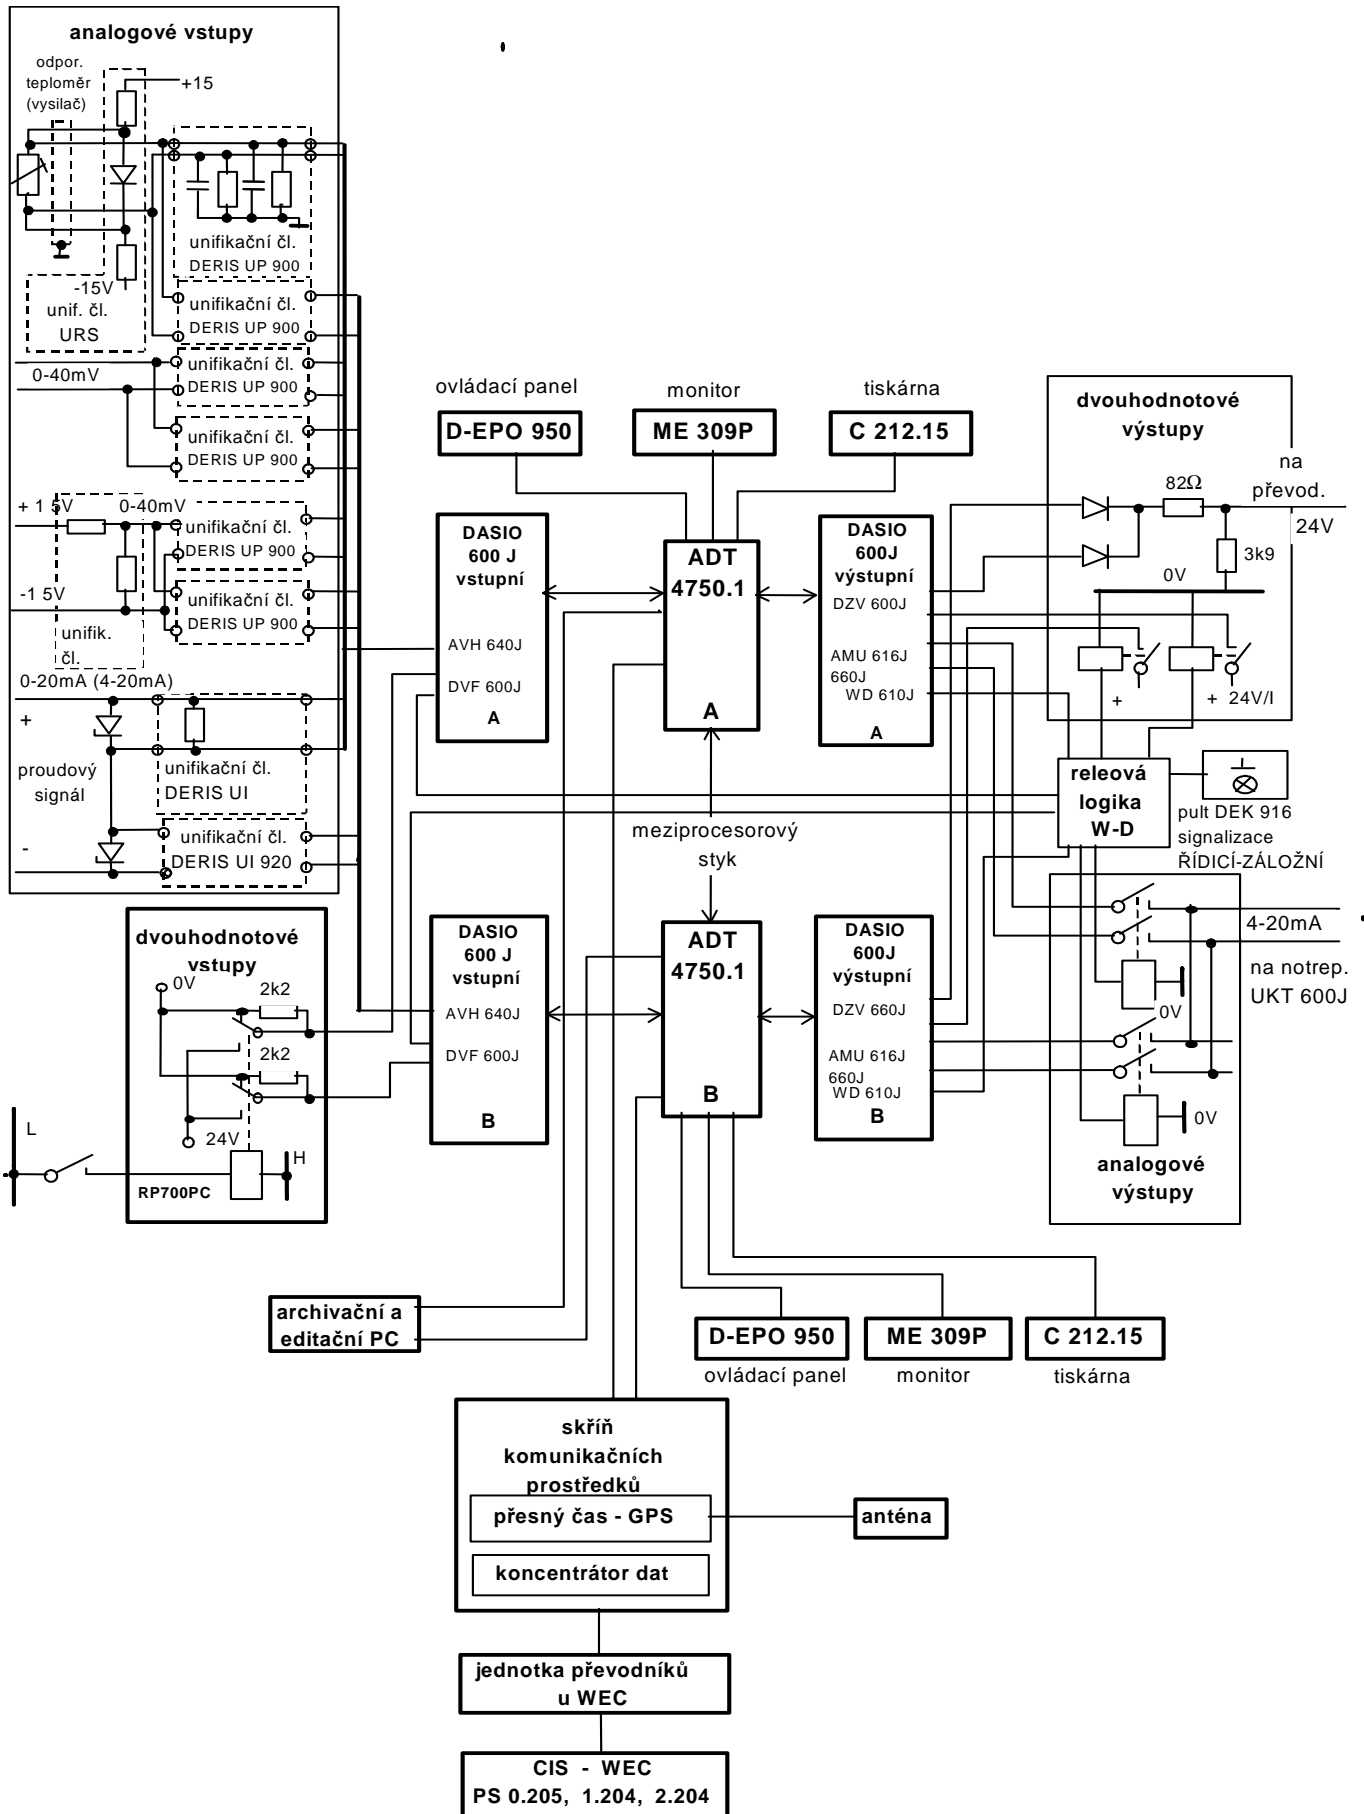 analogové vstupy
odpor.
teploměr
(vysilač)
+15
-15V
unif. čl.
URS
unifikační čl.
DERIS UP 900
unifikační čl.
DERIS UP 900
0-40mV
unifikační čl.
DERIS UP 900
unifikační čl.
DERIS UP 900
+ 1 5V
0-40mV
unifikační čl.
DERIS UP 900
-1 5V
unifikační čl.
DERIS UP 900
unifik.
čl.
0-20mA (4-20mA)
+
proudový
signál
-
unifikační čl.
DERIS UI
unifikační čl.
DERIS UI 920
dvouhodnotové
vstupy
0V
2k2
2k2
24V
L
H
RP700PC
ovládací panel
D-EPO 950
monitor
ME 309P
tiskárna
C 212.15
DASIO
600 J
vstupní
AVH 640J
DVF 600J
A
ADT
4750.1
A
DASIO
600J
výstupní
DZV 600J
AMU 616J
660J
WD 610J
A
dvouhodnotové
výstupy
82Ω
na
převod.
24V
3k9
0V
+
+ 24V/I
releová
logika
W-D
pult DEK 916
signalizace
ŘÍDICÍ-ZÁLOŽNÍ
meziprocesorový
styk
DASIO
600 J
vstupní
AVH 640J
DVF 600J
B
ADT
4750.1
B
DASIO
600J
výstupní
DZV 660J
AMU 616J
660J
WD 610J
B
4-20mA
na notrep.
UKT 600J
0V
0V
analogové
výstupy
archivační a
editační PC
D-EPO 950
ovládací panel
ME 309P
monitor
C 212.15
tiskárna
skříň
komunikačních
prostředků
přesný čas - GPS
koncentrátor dat
anténa
jednotka převodníků
u WEC
CIS - WEC
PS 0.205, 1.204, 2.204